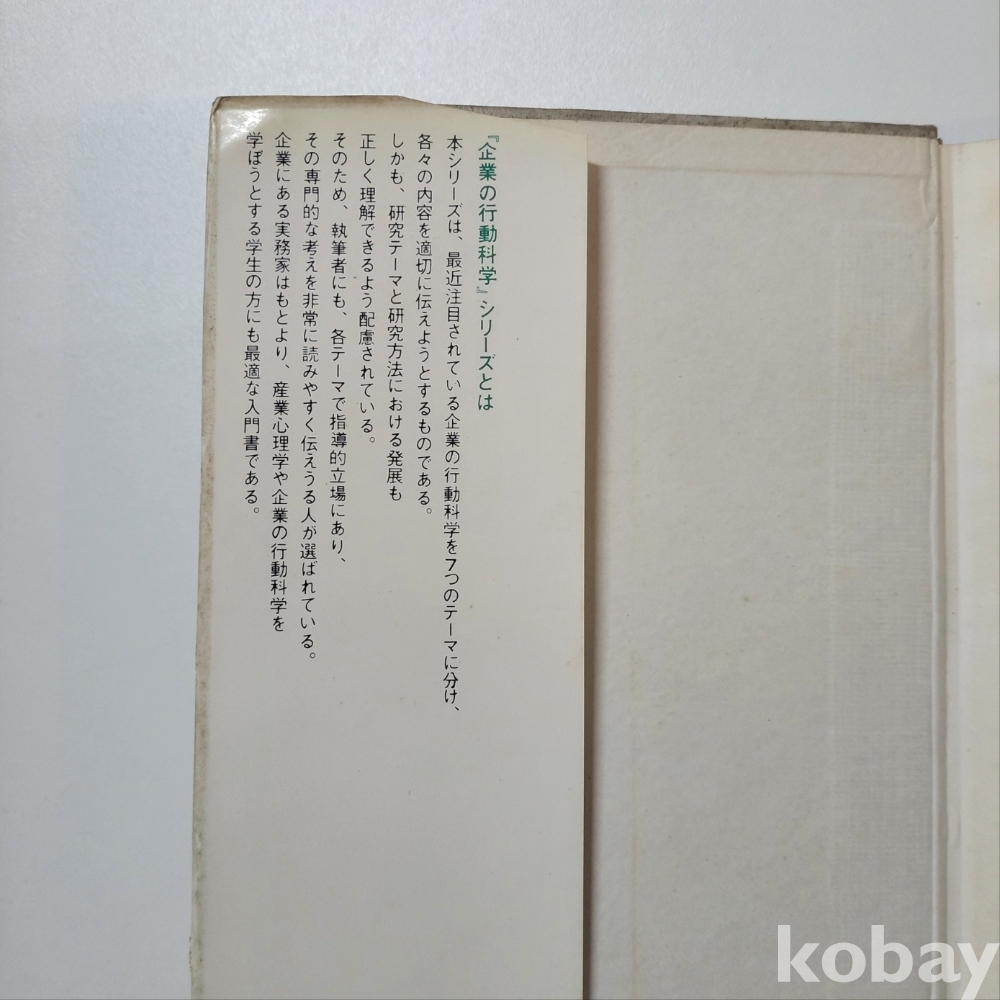 『企業の行動科学』シリーズとは
本シリーズは、最近注目されている企業の行動科学を7つのテーマに分け、
各々の内容を適切に伝えようとするものである。
しかも、研究テーマと研究方法における発展も
正しく理解できるよう配慮されている。
そのため、執筆者にも、各テーマで指導的立場にあり、
その専門的な考えを非常に読みやすく伝えうる人が選ばれている。
企業にある実務家はもとより、産業心理学や企業の行動科学を
学ぼうとする学生の方にも最適な入門書である。
kobay